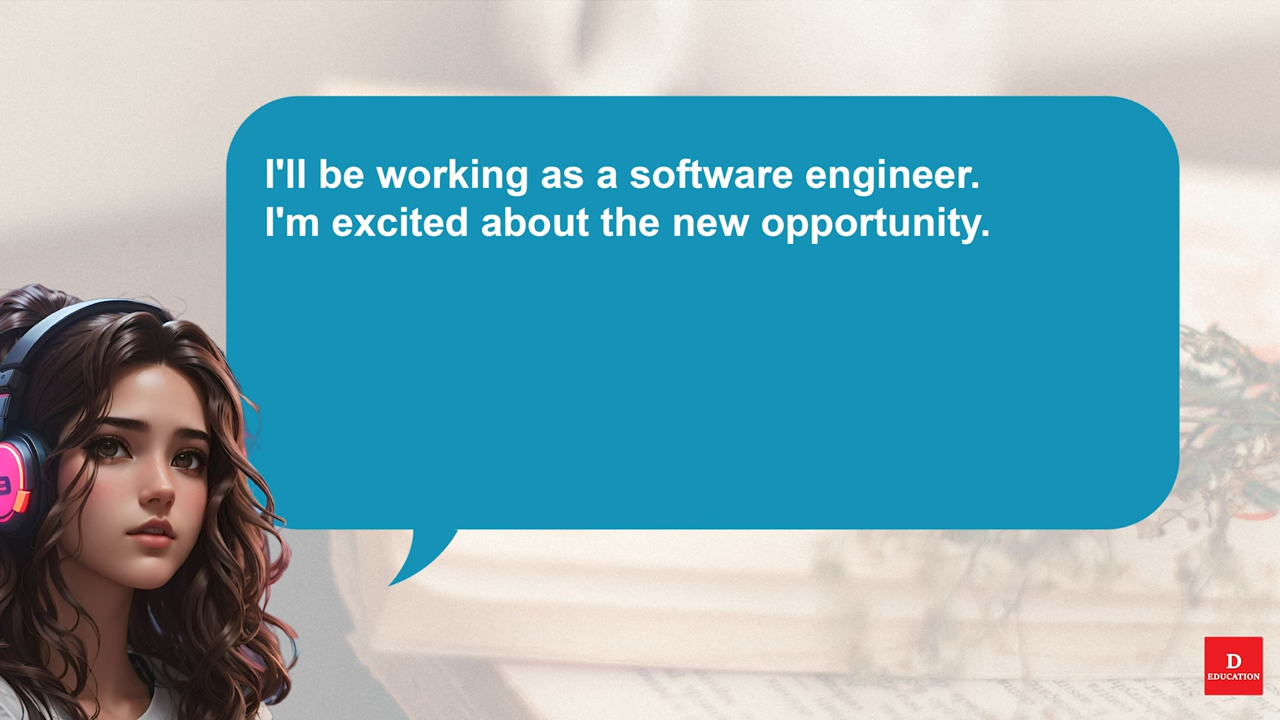 I'll be working as a software engineer.
I'm excited about the new opportunity.
D
EDUCATION